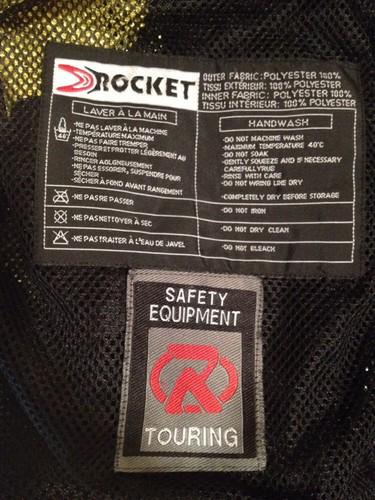 ROCKET
OUTER FABRIC: POLYESTER 100%
TISSU EXTÉRIEUR: 100% POLYESTER
INNER FABRIC: POLYESTER 100%
TISSU INTÉRIEUR: 100% POLYESTER
LAVER À LA MAIN
40
-NE PAS LAVER À LA MACHINE
-TEMPÉRATURE MAXIMUM
-NE PAS FAIRE TREMPER
-PRESSER ET PROTTER LÉGÈREMENT AU
BESOIN
-RINCER
-NE PAS ESSORER, SUSPENDRE POUR
SÉCHER
-SÉCHER À FOND AVANT RANGEMENT
-NE PAS REPASSER
-NE PAS NETTOYER À SEC
-NE PAS TRAITER À L'EAU DE JAVEL
HANDWASH
-DO NOT MACHINE WASH
-MAXIMUM TEMPERATURE 40°C
-DO NOT SOAK
-GENTLY SQUEEZE AND IF NECESSARY
CAREFULLYRUE
-RINSE WITH CARE
-DO NOT WRING LINE DRY
-COMPLETELY DRY BEFORE STORAGE
-DO NOT IRON
-DO NOT DRY CLEAN
-DO NOT BLEACH
SAFETY
EQUIPMENT
TOURING